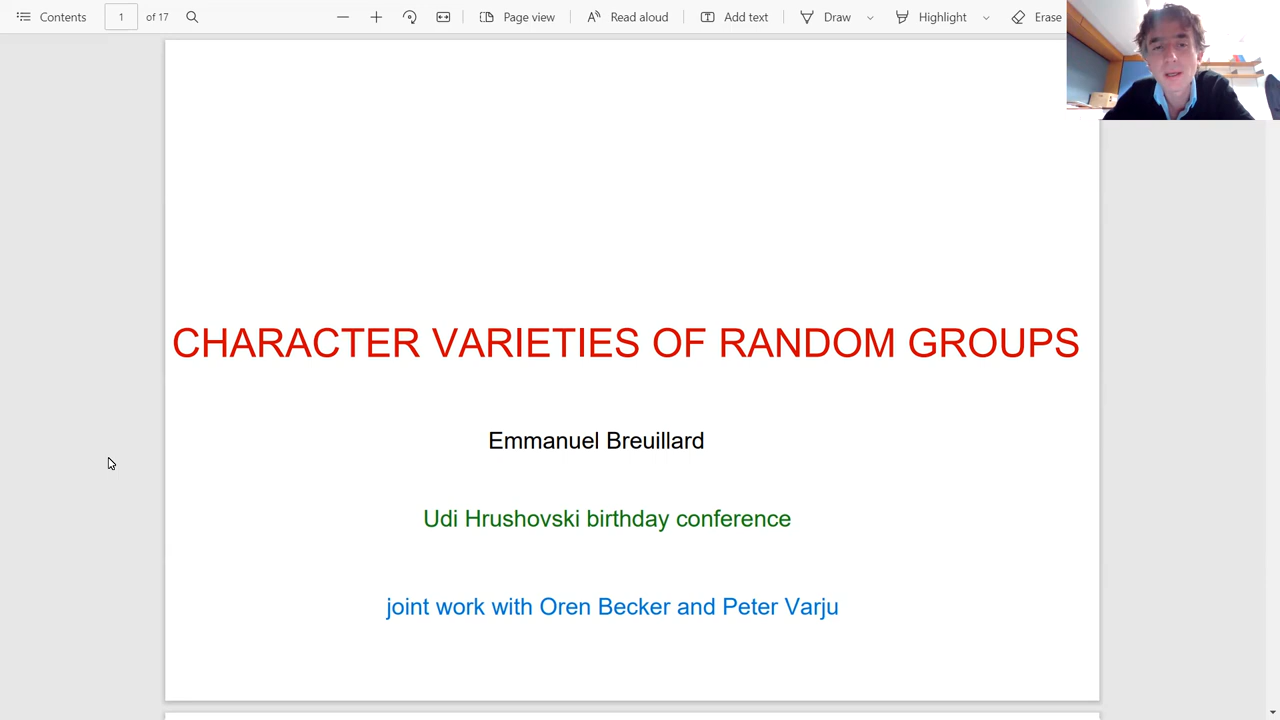 Contents 1 of 17 Page view Read aloud Add text Draw Highlight Erase
CHARACTER VARIETIES OF RANDOM GROUPS
Emmanuel Breuillard
Udi Hrushovski birthday conference
joint work with Oren Becker and Peter Varju